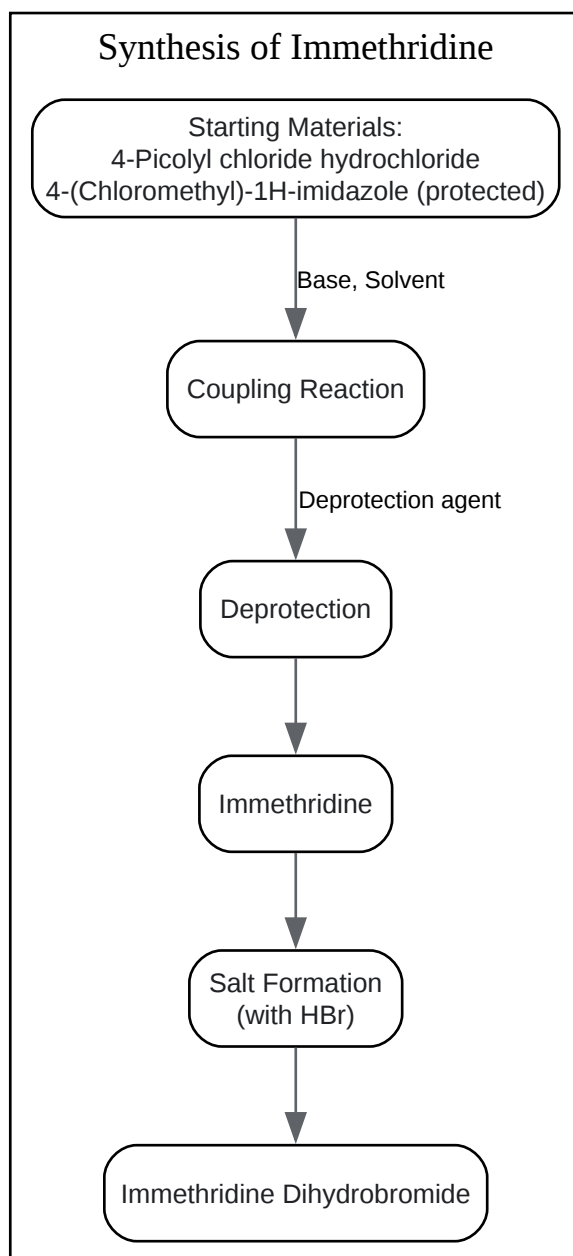 Synthesis of Immethridine
Starting Materials:
4-Picolyl chloride hydrochloride
4-(Chloromethyl)-1H-imidazole (protected)
Base, Solvent
Coupling Reaction
Deprotection agent
Deprotection
Immethridine
Salt Formation
(with HBr)
Immethridine Dihydrobromide